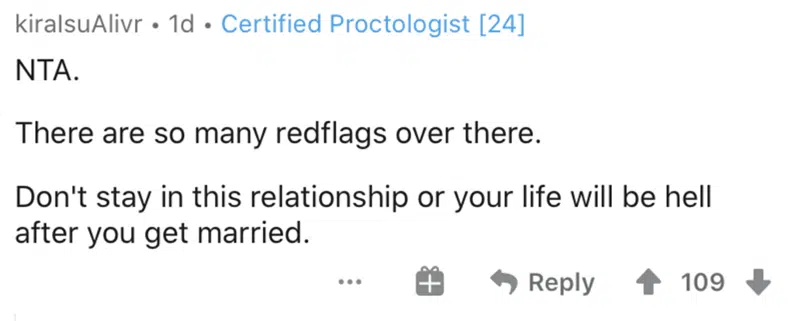 kiralsuAlivr • 1d • Certified Proctologist [24]
NTA.
There are so many redflags over there.
Don't stay in this relationship or your life will be hell
after you get married.
... Reply 109